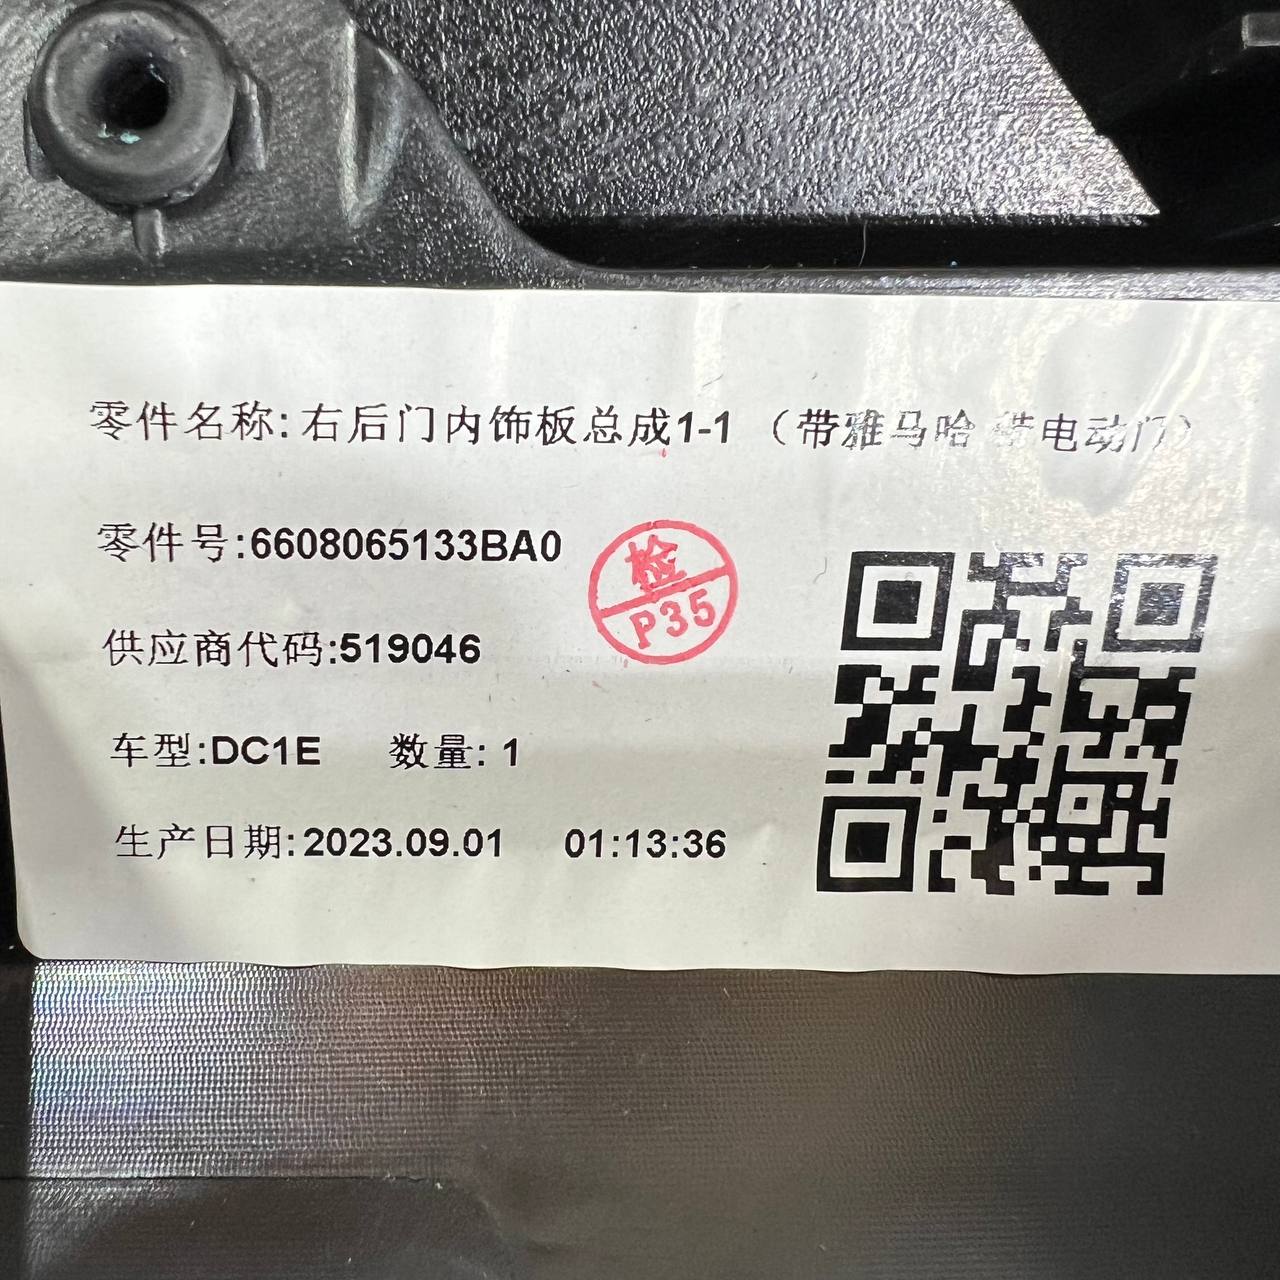 零件名称: 右后门内饰板总成1-1 （带雅马哈 带电动门）
零件号:6608065133BA0
检
P35
供应商代码:519046
车型:DC1E 数量: 1
生产日期:2023.09.01 01:13:36